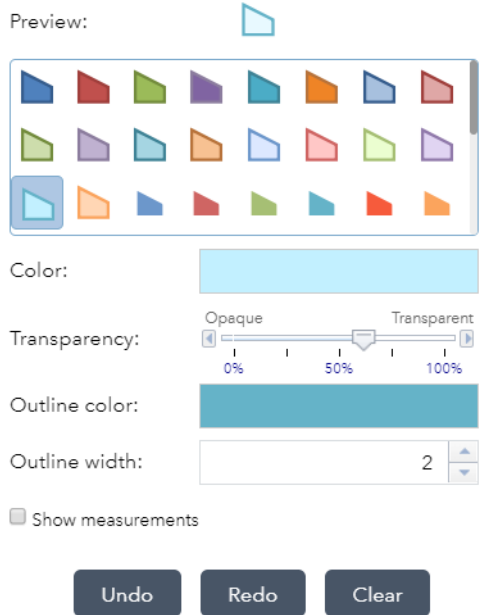 Preview:
Color:
Opaque Transparent
Transparency:
0% 50% 100%
Outline color:
Outline width: 2
Show measurements
Undo Redo Clear